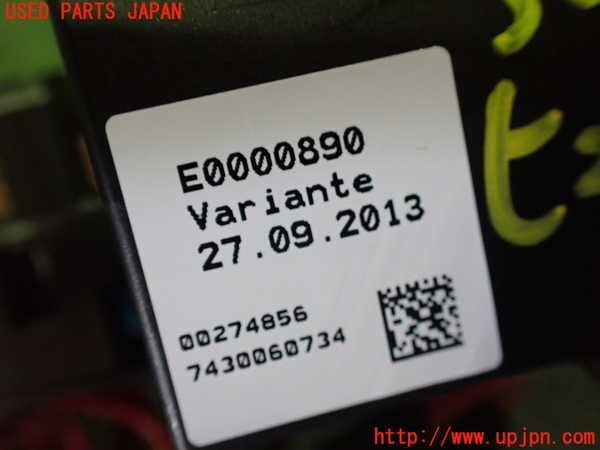 USED PARTS JAPAN
E0000890
Variante
27.09.2013
00274856
7430060734
http://www.upjpn.com